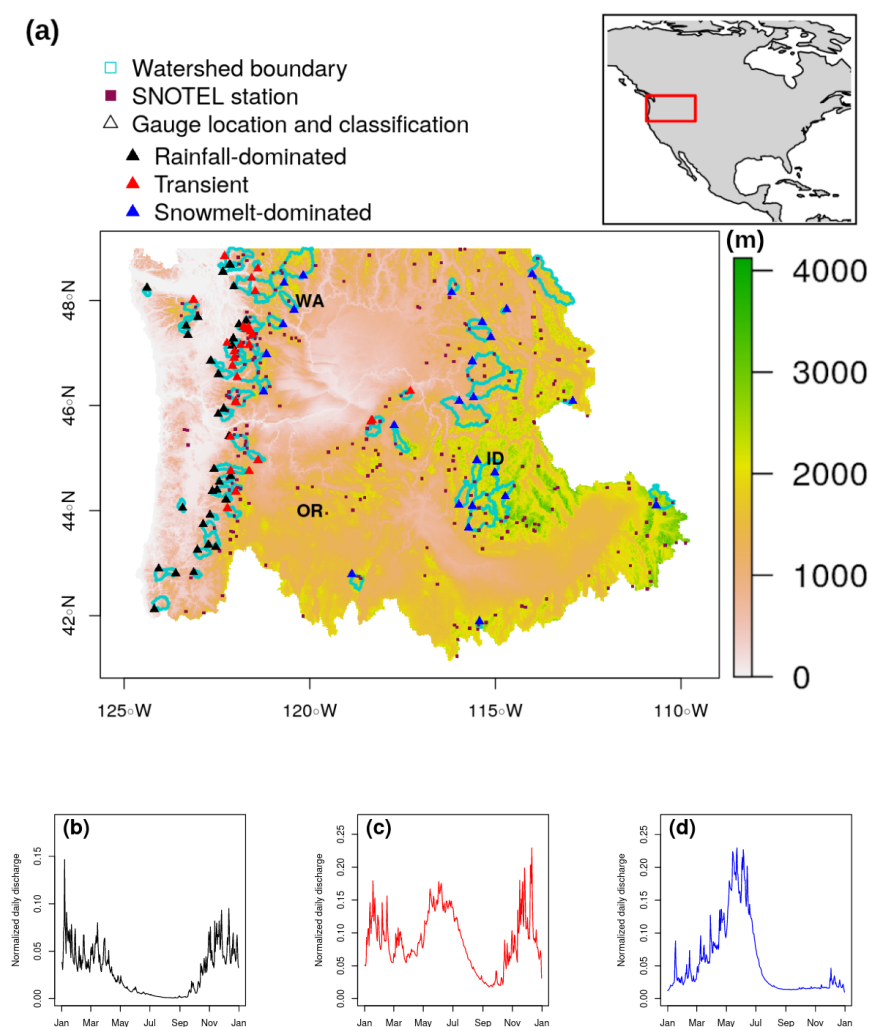 (a)
Watershed boundary
SNOTEL station
Gauge location and classification
Rainfall-dominated
Transient
Snowmelt-dominated
(m)
4000
3000
2000
1000
0
48°N
46°N
44°N
42°N
WA
ID
OR
125°W
120°W
115°W
110°W
(b)
Normalized daily discharge
0.15
0.10
0.05
0.00
Jan Mar May Jul Sep Nov Jan
(c)
Normalized daily discharge
0.25
0.20
0.15
0.10
0.05
0.00
Jan Mar May Jul Sep Nov Jan
(d)
Normalized daily discharge
0.25
0.20
0.15
0.10
0.05
0.00
Jan Mar May Jul Sep Nov Jan